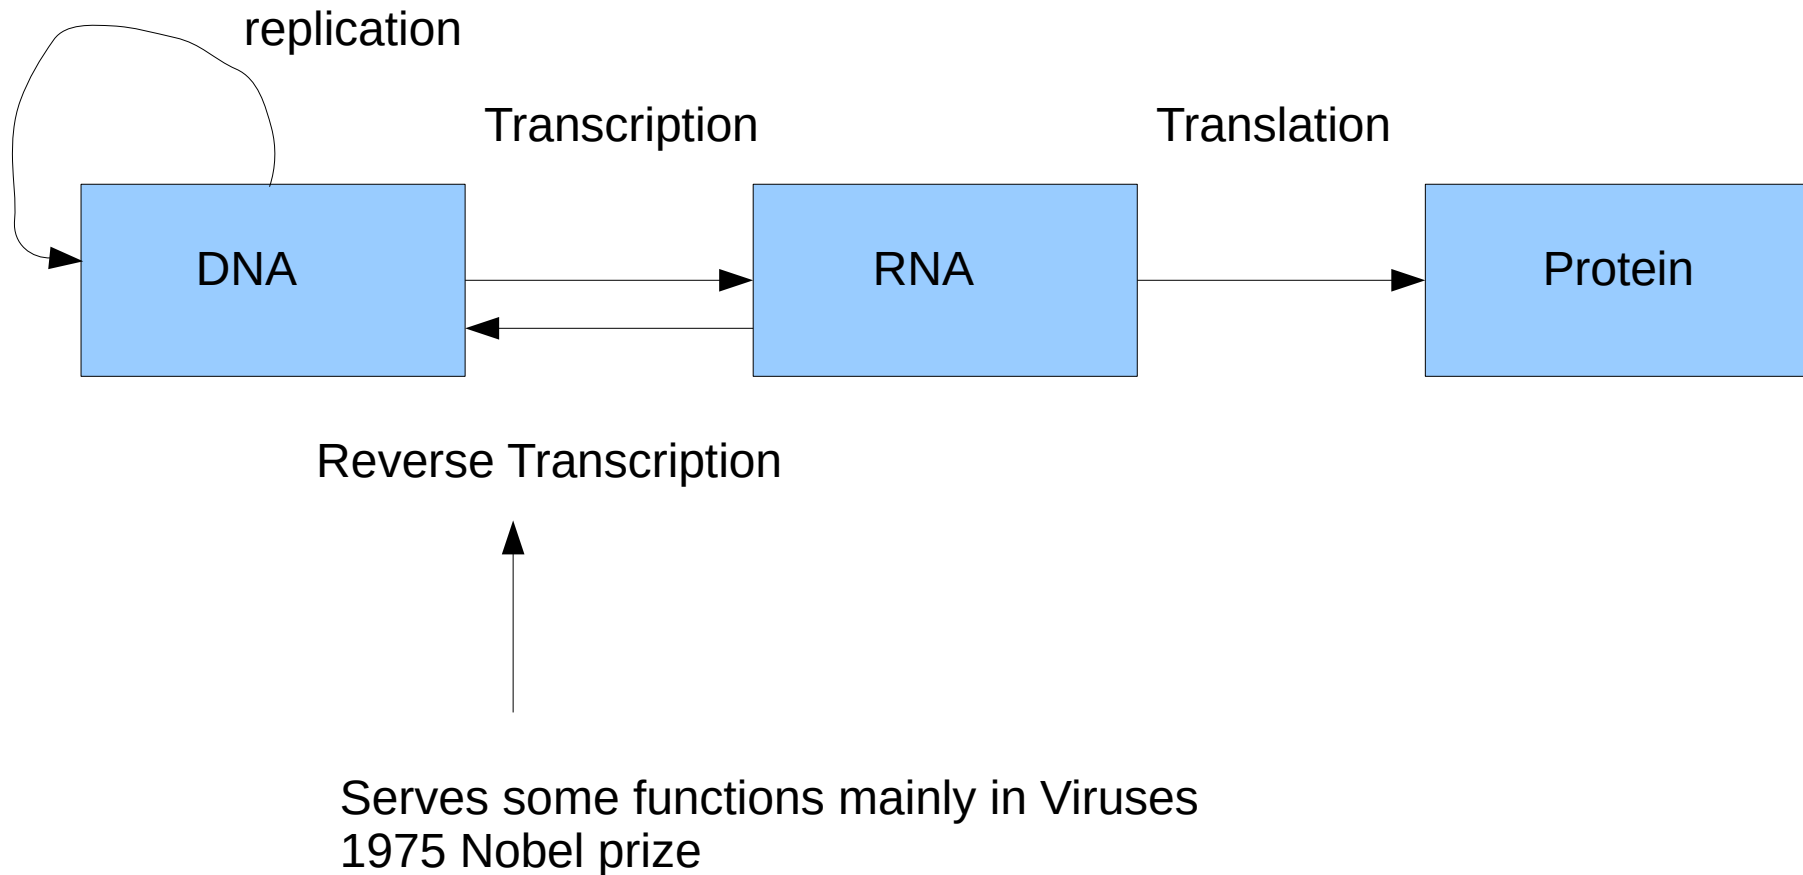 replication
Transcription
Translation
DNA
RNA
Protein
Reverse Transcription
Serves some functions mainly in Viruses
1975 Nobel prize